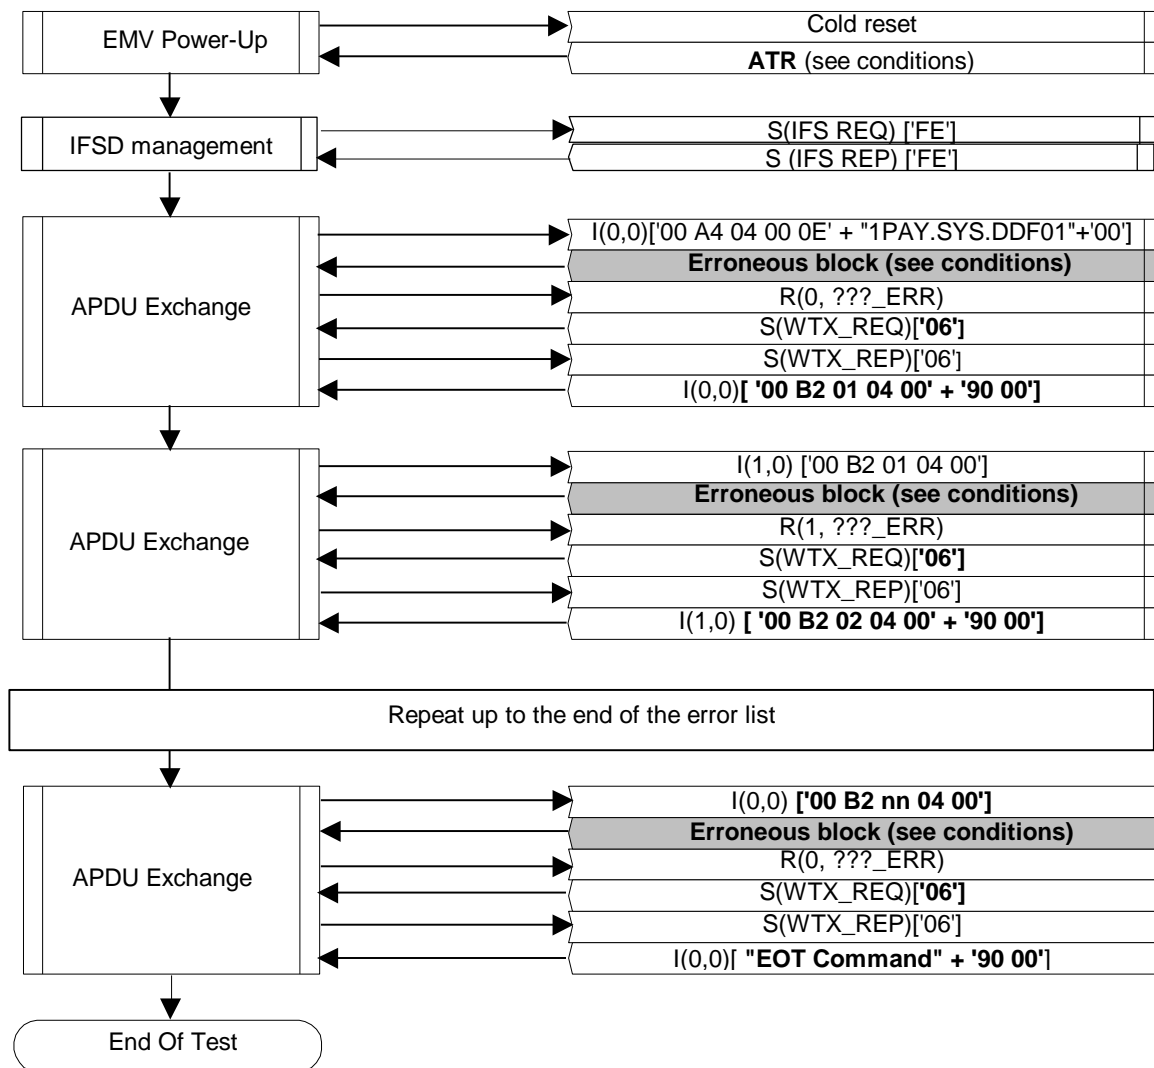 EMV Power-Up
Cold reset
ATR (see conditions)
IFSD management
S(IFS REQ) ['FE']
S (IFS REP) ['FE']
APDU Exchange
I(0,0)['00 A4 04 00 0E' + "1PAY.SYS.DDF01"+'00']
Erroneous block (see conditions)
R(0, ???_ERR)
S(WTX_REQ)['06']
S(WTX_REP)['06']
I(0,0)[ '00 B2 01 04 00' + '90 00']
APDU Exchange
I(1,0) ['00 B2 01 04 00']
Erroneous block (see conditions)
R(1, ???_ERR)
S(WTX_REQ)['06']
S(WTX_REP)['06']
I(1,0) [ '00 B2 02 04 00' + '90 00']
Repeat up to the end of the error list
APDU Exchange
I(0,0) ['00 B2 nn 04 00']
Erroneous block (see conditions)
R(0, ???_ERR)
S(WTX_REQ)['06']
S(WTX_REP)['06']
I(0,0)[ "EOT Command" + '90 00']
End Of Test